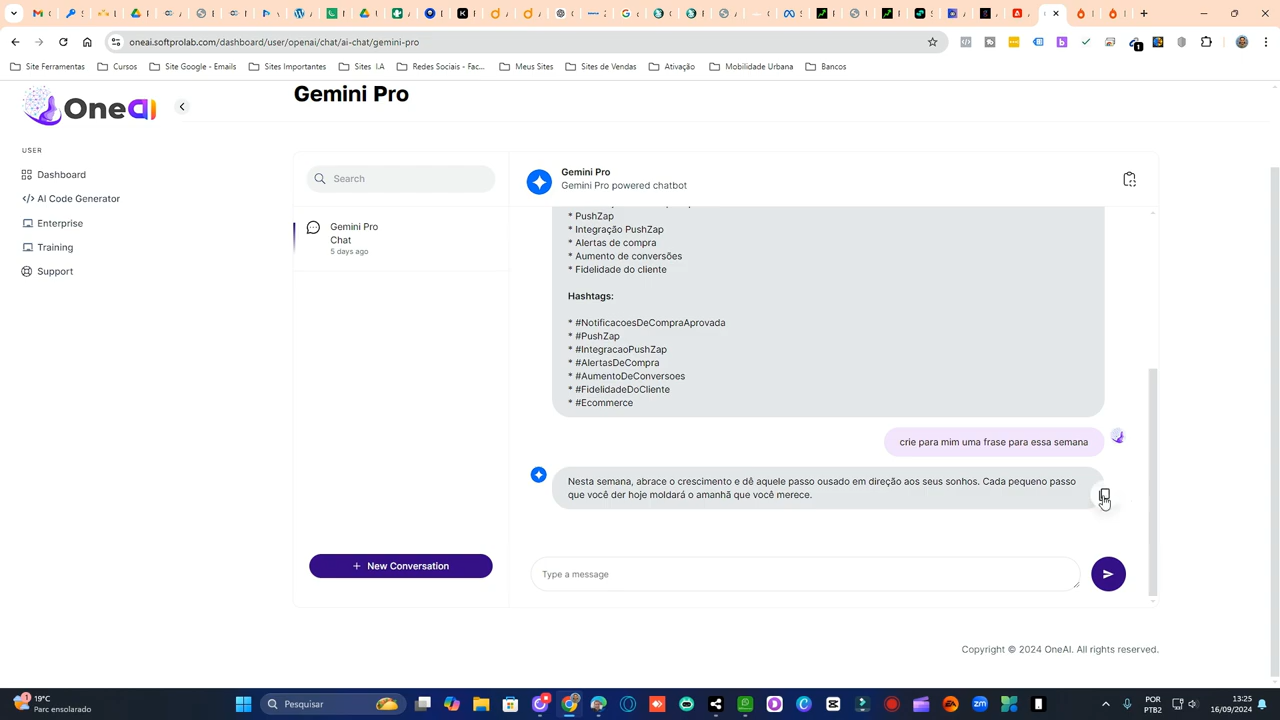 oneai.softprolab.com/dashboard/user/openai/chat/ai-chat/gemini-pro
1
Site Ferramentas
Cursos
Site Google - Emails
Sites Importantes
Sites I.A
Redes Sociais - Fac...
Meus Sites
Sites de Vendas
Ativação
Mobilidade Urbana
Bancos
OneAI
Gemini Pro
USER
Dashboard
AI Code Generator
Enterprise
Training
Support
Search
Gemini Pro
Chat
5 days ago
New Conversation
Gemini Pro
Gemini Pro powered chatbot
* PushZap
* Integração PushZap
* Alertas de compra
* Aumento de conversões
* Fidelidade do cliente
Hashtags:
* #NotificacoesDeCompraAprovada
* #PushZap
* #IntegracaoPushZap
* #AlertasDeCompra
* #AumentoDeConversoes
* #FidelidadeDoCliente
* #Ecommerce
crie para mim uma frase para essa semana
Nesta semana, abrace o crescimento e dê aquele passo ousado em direção aos seus sonhos. Cada pequeno passo
que você der hoje moldará o amanhã que você merece.
Type a message
Copyright © 2024 OneAI. All rights reserved.
1
19°C
Parc ensolarado
Pesquisar
POR
PTB2
13:25
16/09/2024